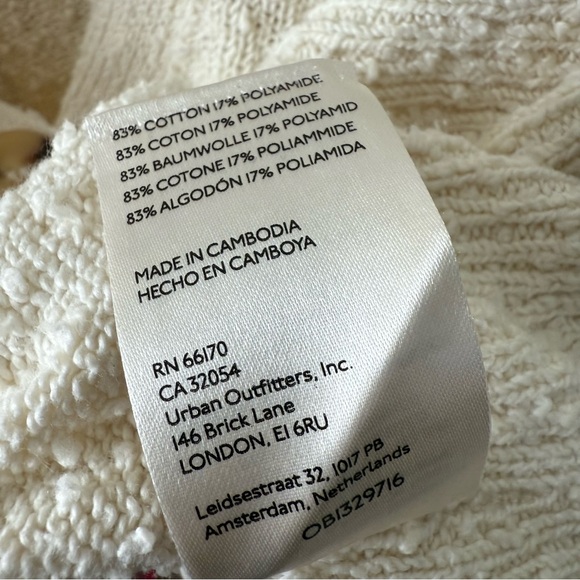 83% COTTON 17% POLYAMIDE
83% COTON 17% POLYAMIDE
83% BAUMWOLLE 17% POLYAMID
83% COTONE 17% POLIAMMIDE
83% ALGODÓN 17% POLIAMIDA
MADE IN CAMBODIA
HECHO EN CAMBOYA
RN 66170
CA 32054
Urban Outfitters, Inc.
146 Brick Lane
LONDON, E1 6RU
Leidsestraat 32, 1017 PB
Amsterdam, Netherlands
OB1329716